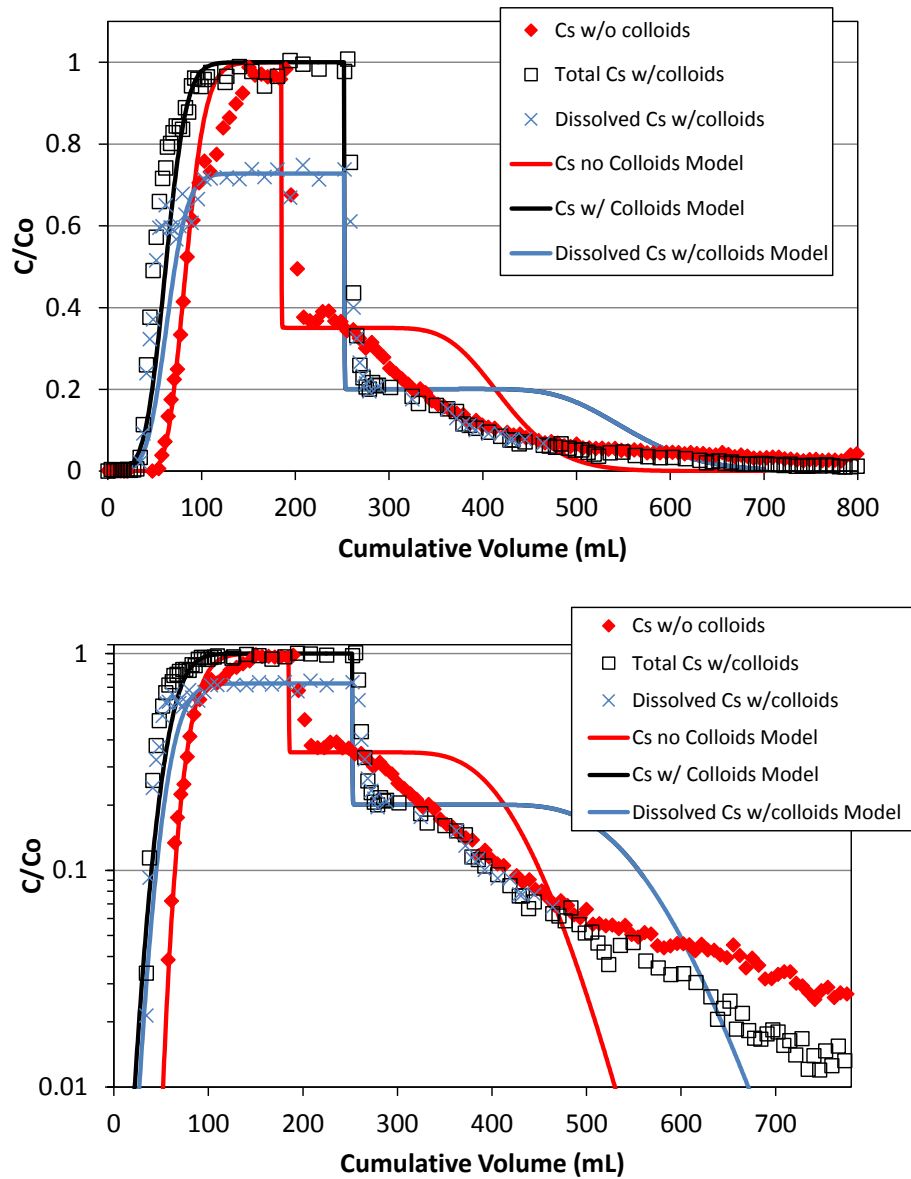 Cs w/o colloids
Total Cs w/colloids
Dissolved Cs w/colloids
Cs no Colloids Model
Cs w/ Colloids Model
Dissolved Cs w/colloids Model
1
0.8
0.6
0.4
0.2
0
C/Co
0 100 200 300 400 500 600 700 800
Cumulative Volume (mL)
Cs w/o colloids
Total Cs w/colloids
Dissolved Cs w/colloids
Cs no Colloids Model
Cs w/ Colloids Model
Dissolved Cs w/colloids Model
1
0.1
0.01
C/Co
0 100 200 300 400 500 600 700
Cumulative Volume (mL)